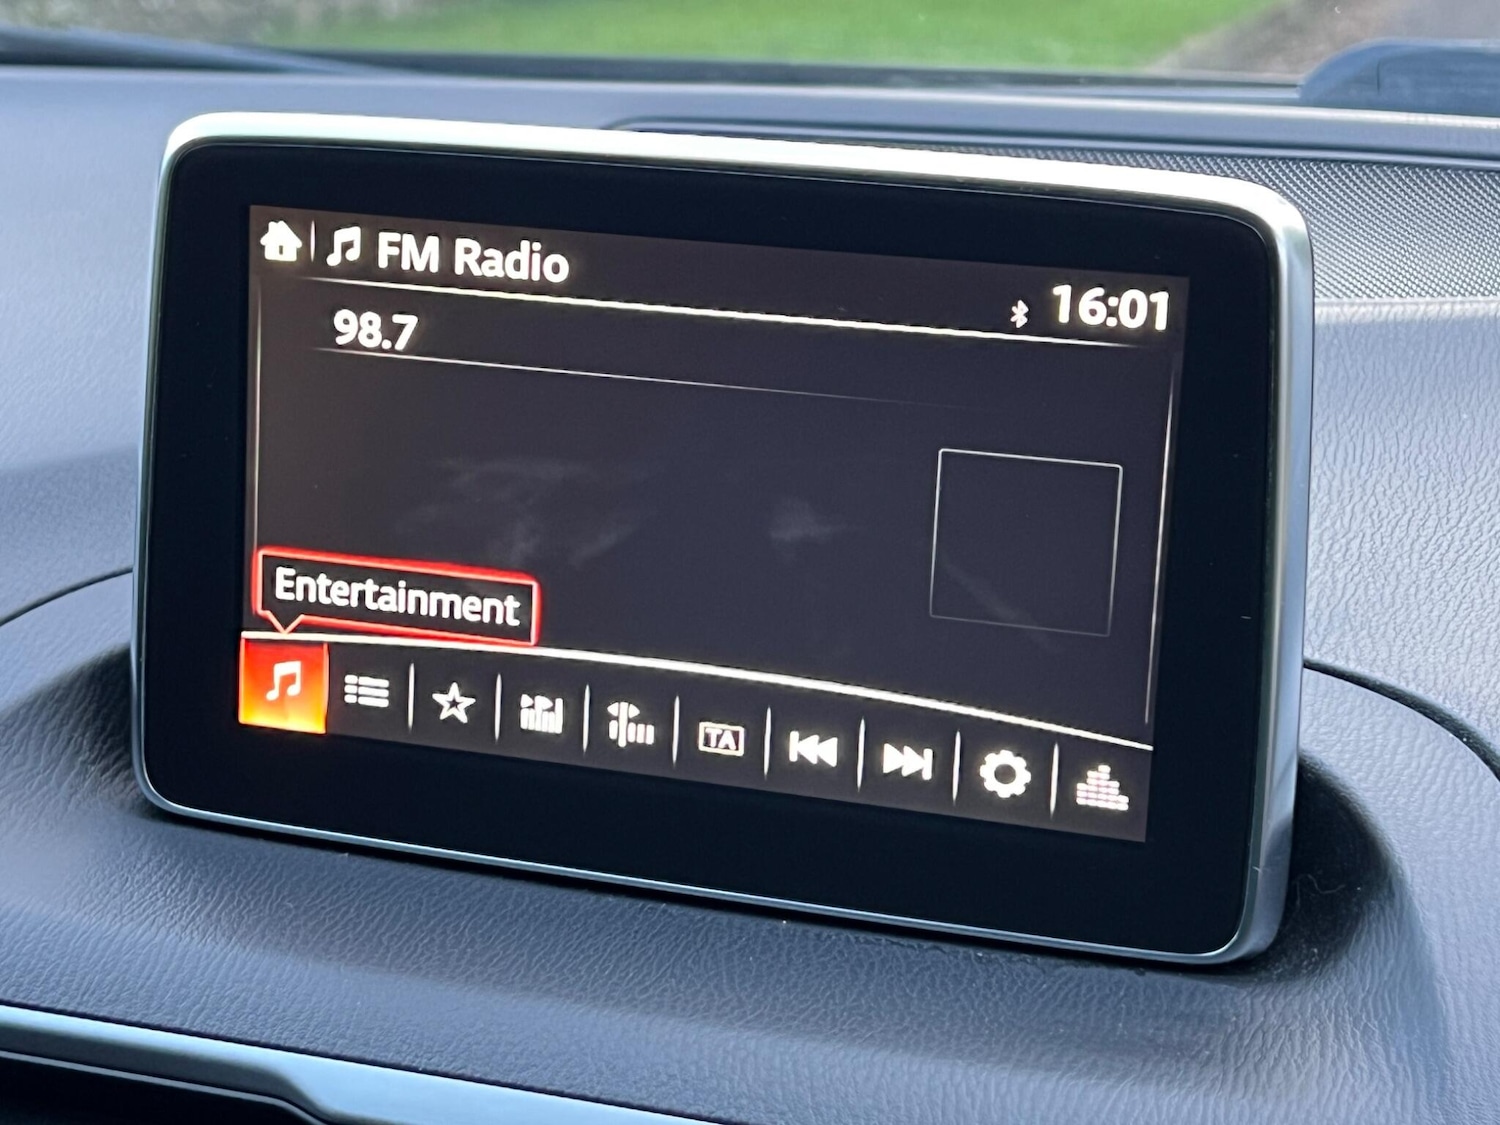 FM Radio
16:01
98.7
Entertainment
TA